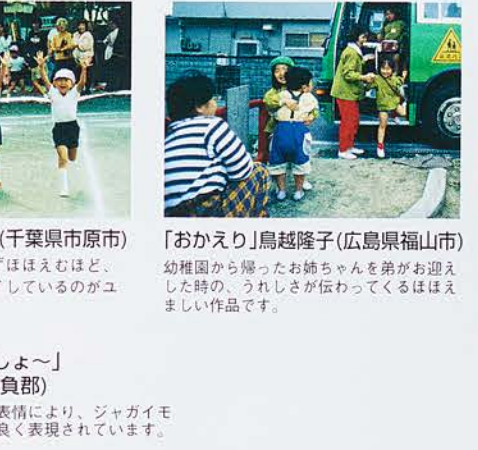 (千葉県市原市)
ずほほえむほど、
しているのがユ
「おかえり」鳥越隆子(広島県福山市)
幼稚園から帰ったお姉ちゃんを弟がお迎え
した時の、うれしさが伝わってくるほほえ
ましい作品です。
しょ～」
負郡)
表情により、ジャガイモ
良く表現されています。